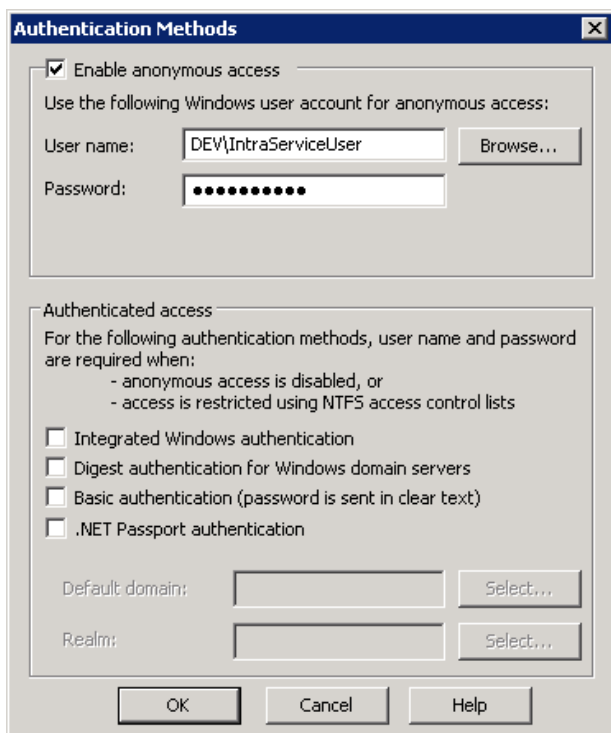 Authentication Methods
Enable anonymous access
Use the following Windows user account for anonymous access:
User name: DEV\IntraServiceUser Browse...
Password: ●●●●●●●●●●
Authenticated access
For the following authentication methods, user name and password
are required when:
- anonymous access is disabled, or
- access is restricted using NTFS access control lists
Integrated Windows authentication
Digest authentication for Windows domain servers
Basic authentication (password is sent in clear text)
.NET Passport authentication
Default domain: Select...
Realm: Select...
OK Cancel Help